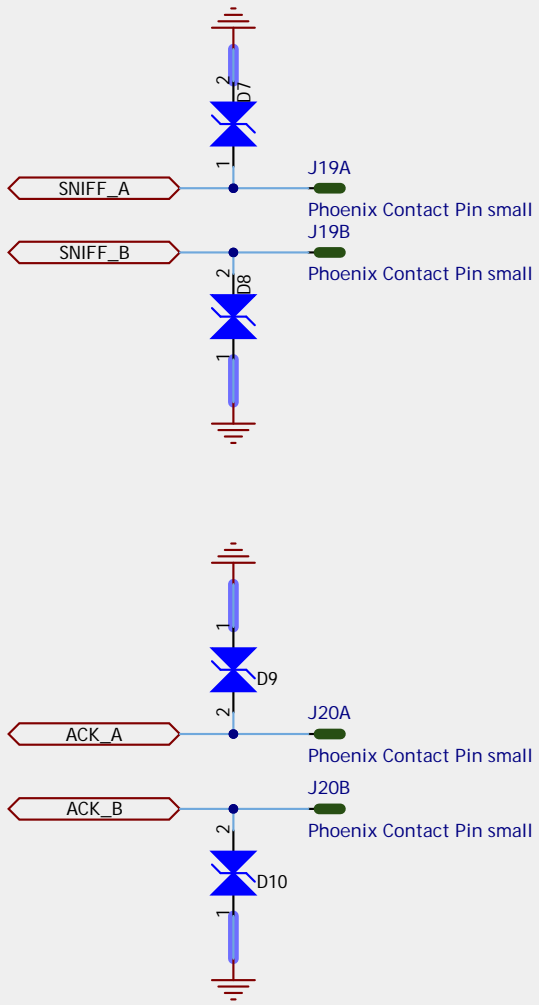 2
D7
1
J19A
SNIFF_A
Phoenix Contact Pin small
J19B
SNIFF_B
Phoenix Contact Pin small
2
D8
1
1
D9
2
J20A
ACK_A
Phoenix Contact Pin small
J20B
ACK_B
Phoenix Contact Pin small
2
D10
1